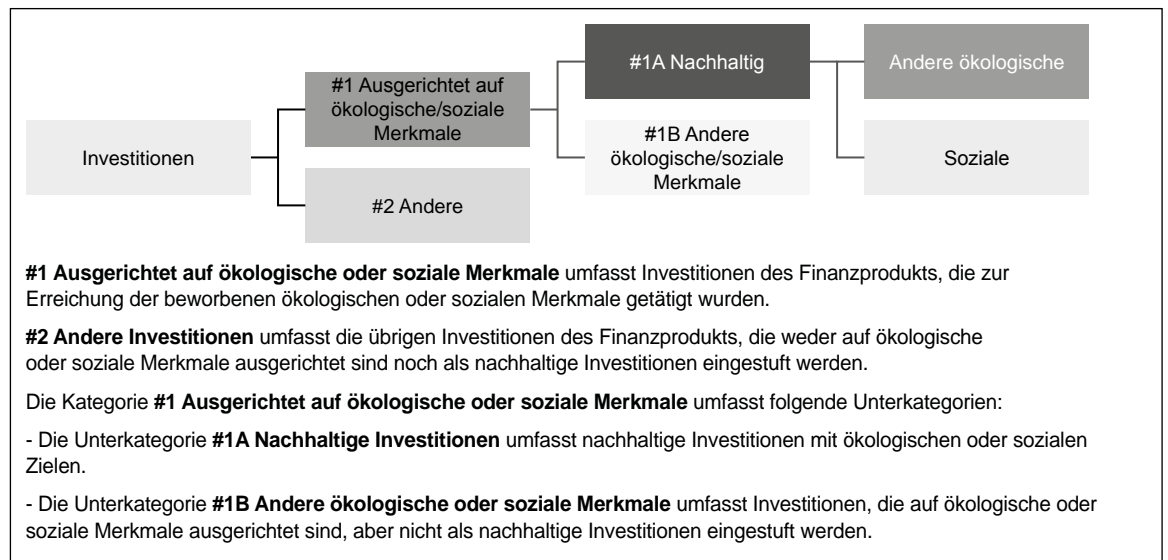 #1A Nachhaltig
Andere ökologische
#1 Ausgerichtet auf
ökologische/soziale
Merkmale
Investitionen
#1B Andere
ökologische/soziale
Merkmale
Soziale
#2 Andere
#1 Ausgerichtet auf ökologische oder soziale Merkmale umfasst Investitionen des Finanzprodukts, die zur
Erreichung der beworbenen ökologischen oder sozialen Merkmale getätigt wurden.
#2 Andere Investitionen umfasst die übrigen Investitionen des Finanzprodukts, die weder auf ökologische
oder soziale Merkmale ausgerichtet sind noch als nachhaltige Investitionen eingestuft werden.
Die Kategorie #1 Ausgerichtet auf ökologische oder soziale Merkmale umfasst folgende Unterkategorien:
- Die Unterkategorie #1A Nachhaltige Investitionen umfasst nachhaltige Investitionen mit ökologischen oder sozialen
Zielen.
- Die Unterkategorie #1B Andere ökologische oder soziale Merkmale umfasst Investitionen, die auf ökologische oder
soziale Merkmale ausgerichtet sind, aber nicht als nachhaltige Investitionen eingestuft werden.